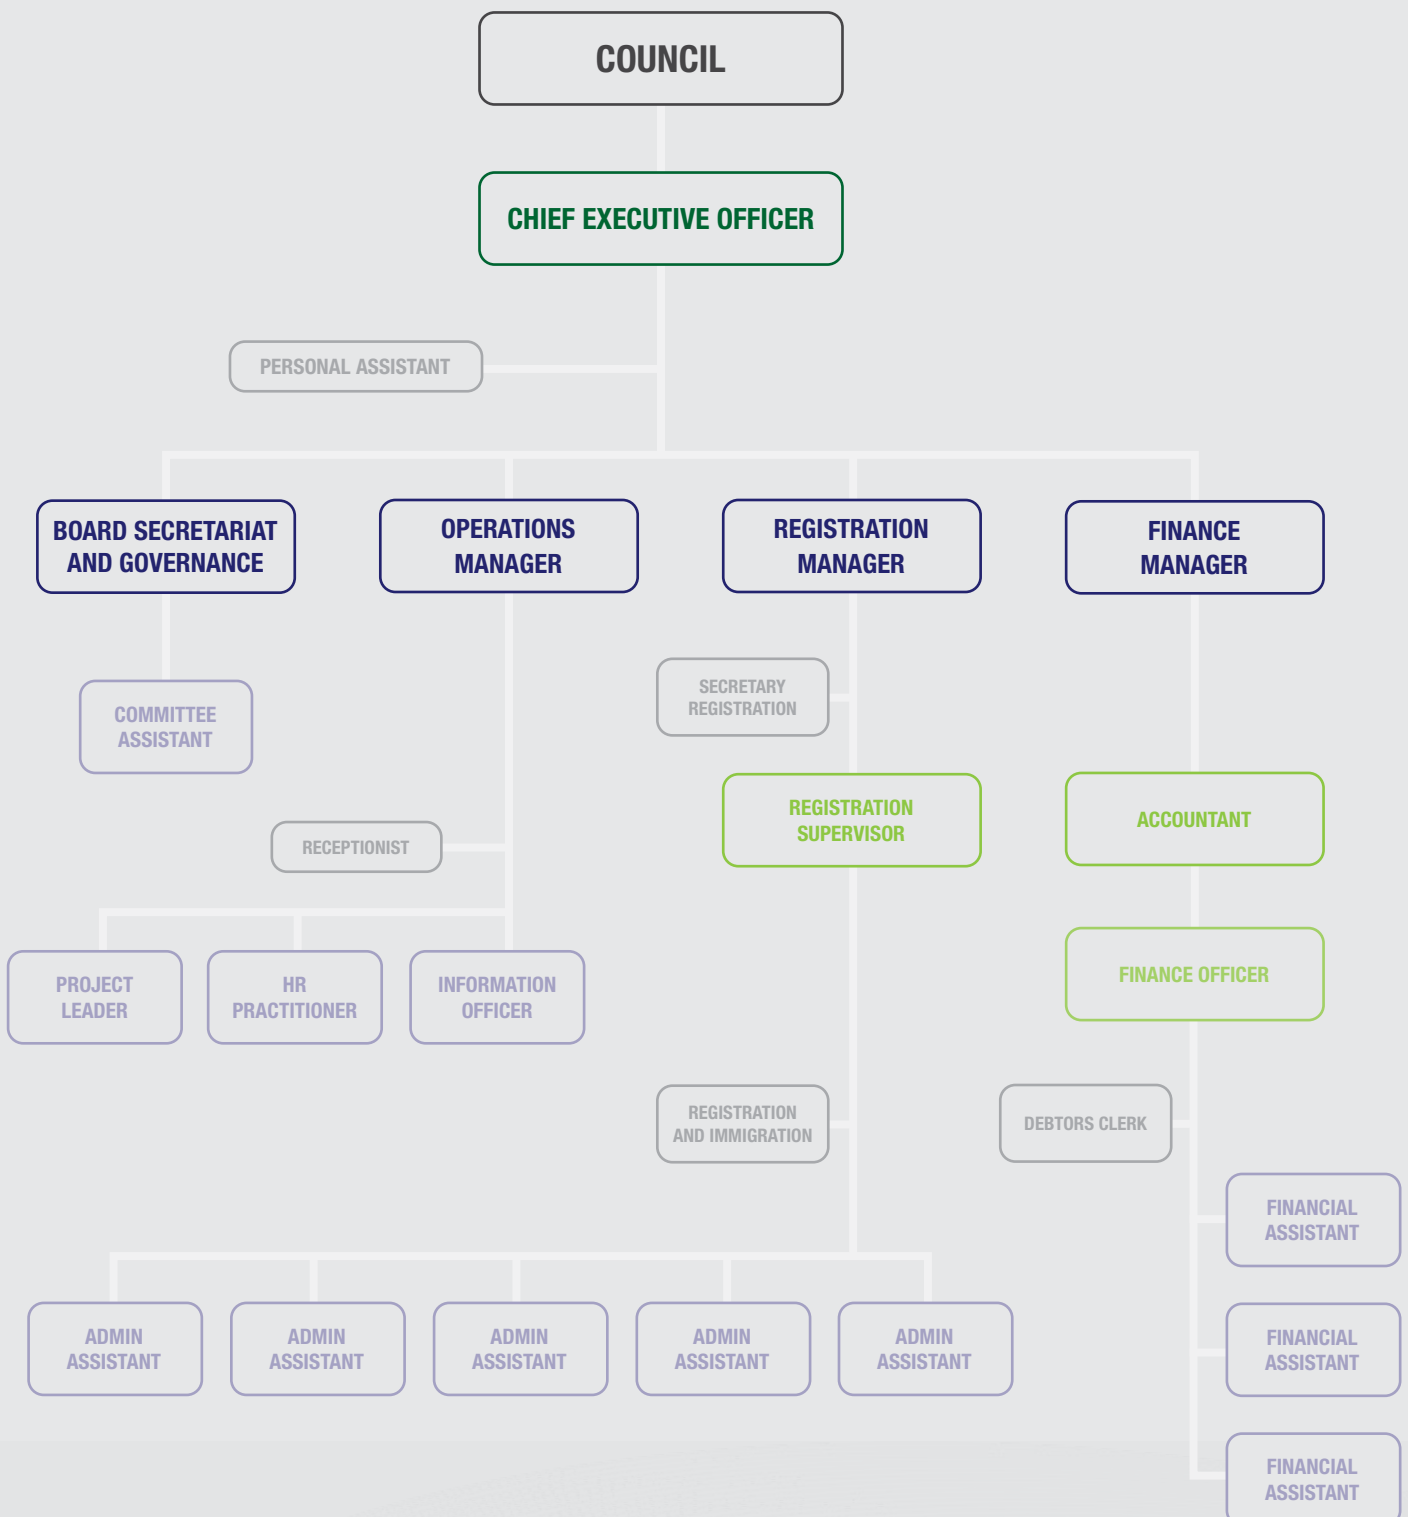 COUNCIL
CHIEF EXECUTIVE OFFICER
PERSONAL ASSISTANT
BOARD SECRETARIAT
AND GOVERNANCE
OPERATIONS
MANAGER
REGISTRATION
MANAGER
FINANCE
MANAGER
SECRETARY
REGISTRATION
COMMITTEE
ASSISTANT
REGISTRATION
SUPERVISOR
ACCOUNTANT
RECEPTIONIST
PROJECT
LEADER
HR
PRACTITIONER
INFORMATION
OFFICER
FINANCE OFFICER
REGISTRATION
AND IMMIGRATION
DEBTORS CLERK
FINANCIAL
ASSISTANT
ADMIN
ASSISTANT
ADMIN
ASSISTANT
ADMIN
ASSISTANT
ADMIN
ASSISTANT
ADMIN
ASSISTANT
FINANCIAL
ASSISTANT
FINANCIAL
ASSISTANT